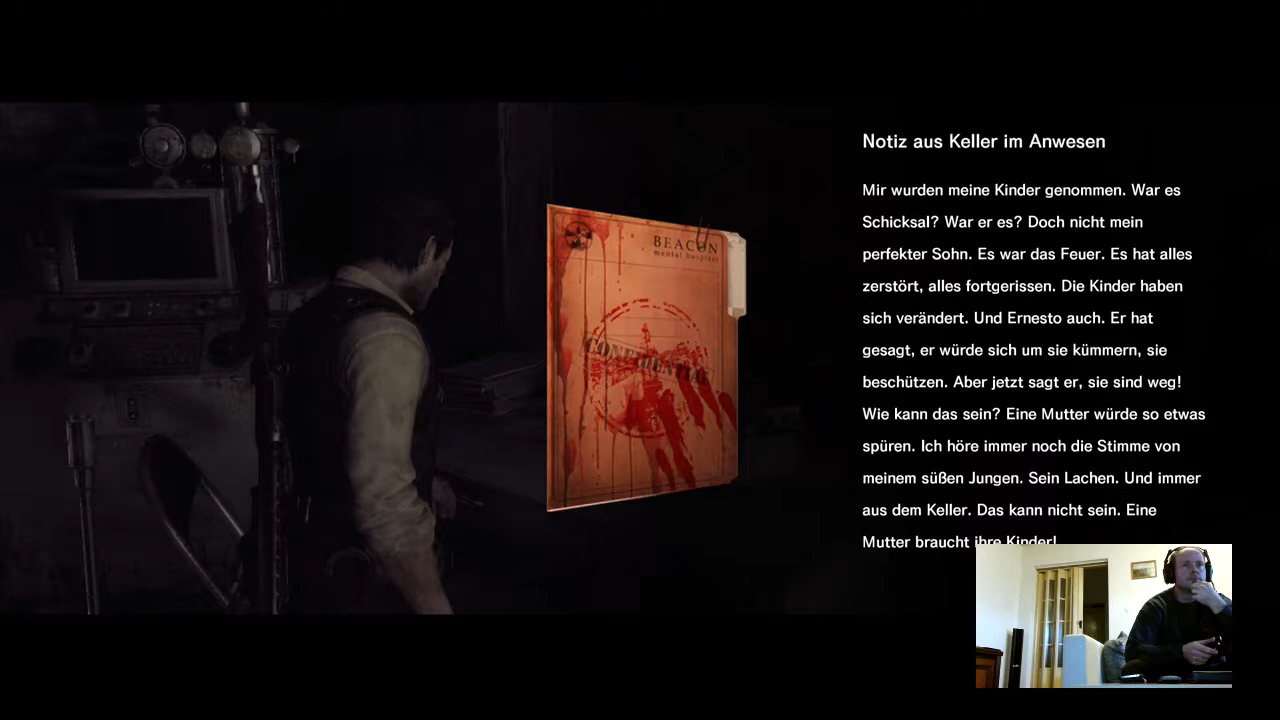 Notiz aus Keller im Anwesen
Mir wurden meine Kinder genommen. War es
Schicksal? War er es? Doch nicht mein
perfekter Sohn. Es war das Feuer. Es hat alles
zerstört, alles fortgerissen. Die Kinder haben
sich verändert. Und Ernesto auch. Er hat
gesagt, er würde sich um sie kümmern, sie
beschützen. Aber jetzt sagt er, sie sind weg!
Wie kann das sein? Eine Mutter würde so etwas
spüren. Ich höre immer noch die Stimme von
meinem süßen Jungen. Sein Lachen. Und immer
aus dem Keller. Das kann nicht sein. Eine
Mutter braucht ihre Kinder!
BEACON
mental hospital
CONFIDENTIAL